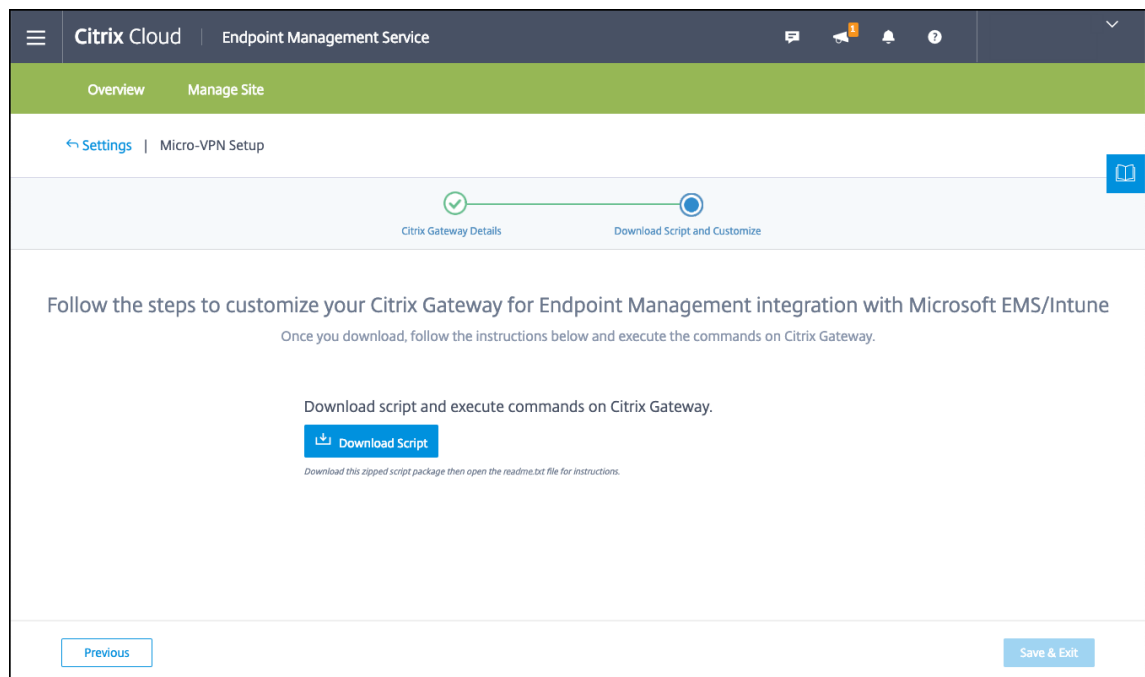 Citrix Cloud | Endpoint Management Service 1 ?
Overview Manage Site
Settings | Micro-VPN Setup
Citrix Gateway Details Download Script and Customize
Follow the steps to customize your Citrix Gateway for Endpoint Management integration with Microsoft EMS/Intune
Once you download, follow the instructions below and execute the commands on Citrix Gateway.
Download script and execute commands on Citrix Gateway.
Download Script
Download this zipped script package then open the readme.txt file for instructions.
Previous Save & Exit